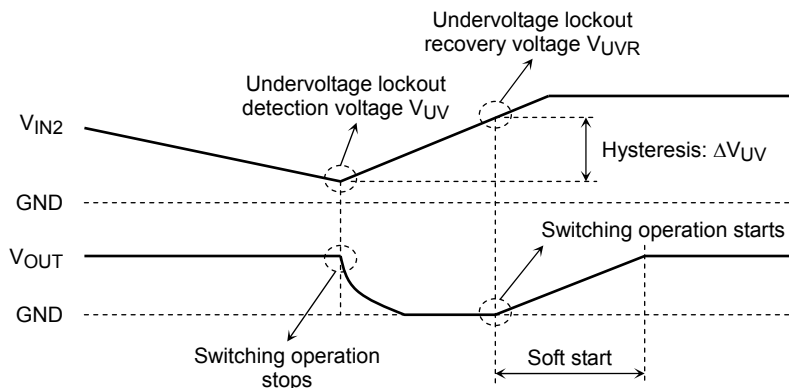 Undervoltage lockout
recovery voltage VUVR
Undervoltage lockout
detection voltage VUV
VIN2
Hysteresis: ΔVUV
GND
Switching operation starts
VOUT
GND
Switching operation
stops
Soft start